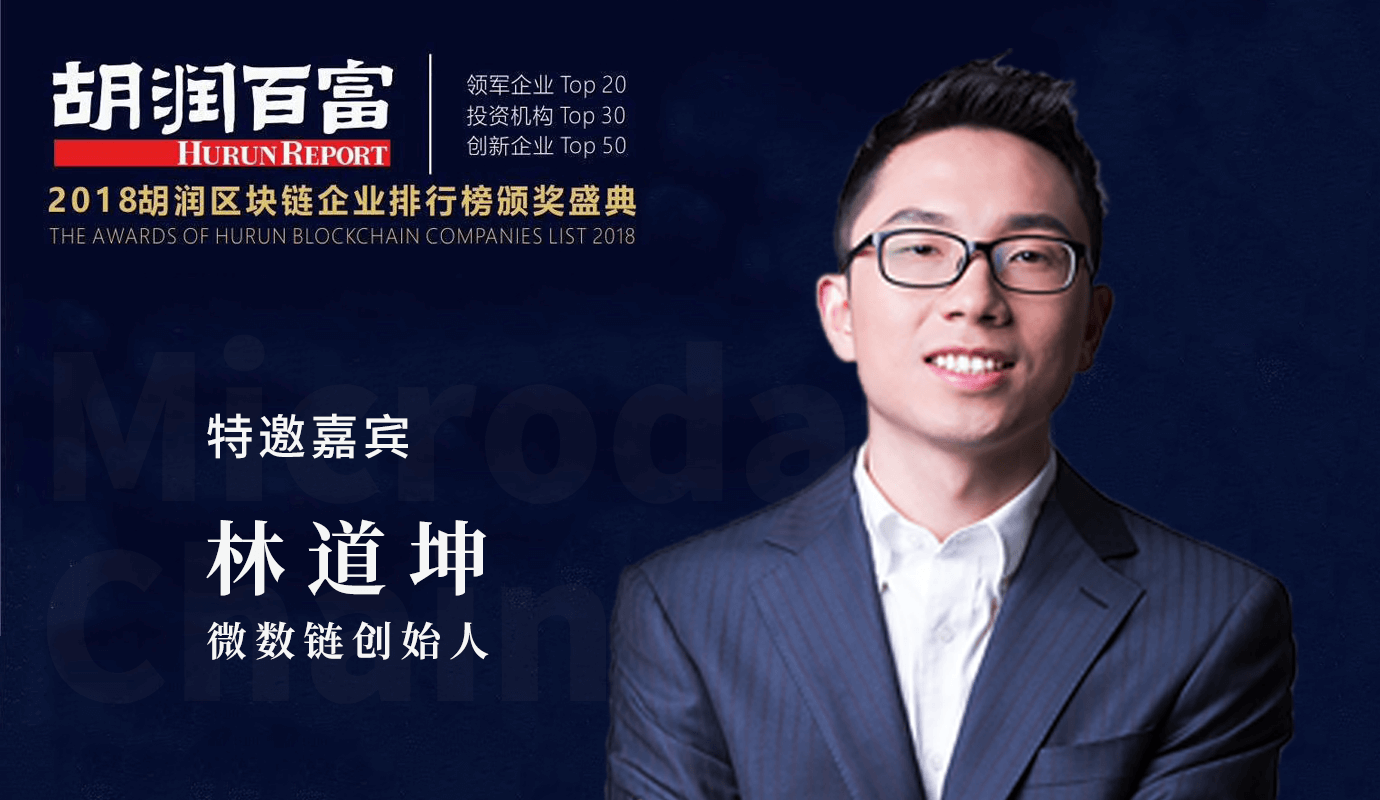 胡润百富
HURUN REPORT
领军企业 Top 20
投资机构 Top 30
创新企业 Top 50
2018胡润区块链企业排行榜颁奖盛典
THE AWARDS OF HURUN BLOCKCHAIN COMPANIES LIST 2018
Microda
Chain
特邀嘉宾
林道坤
微数链创始人